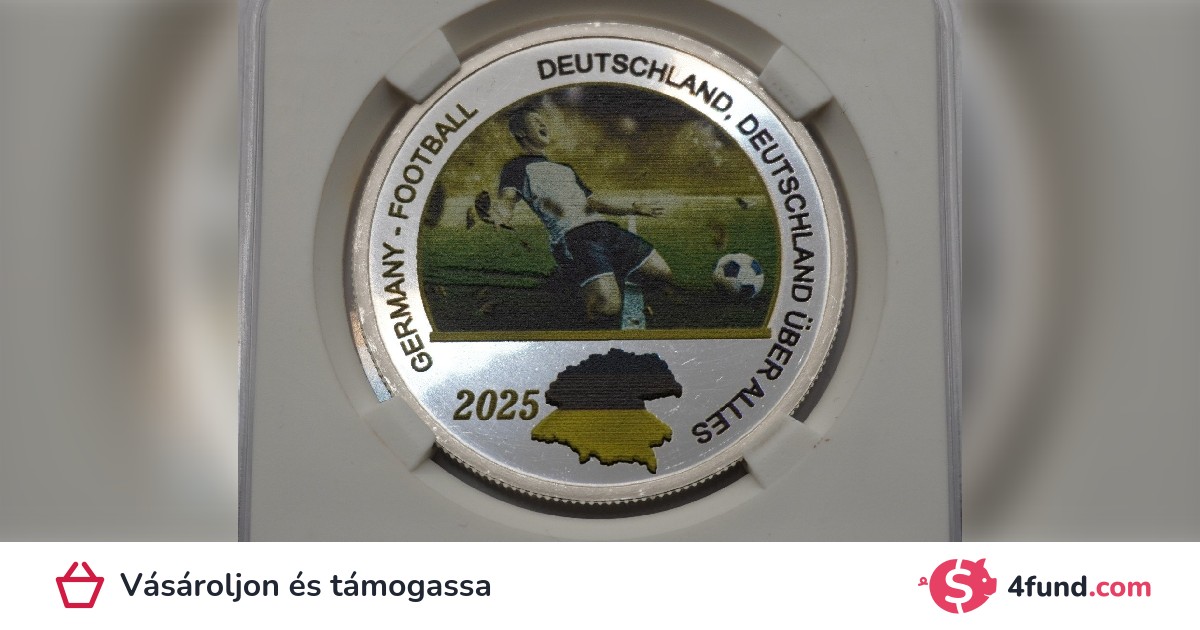 GERMANY - FOOTBALL
DEUTSCHLAND, DEUTSCHLAND ÜBER ALLES
2025
Vásároljon és támogassa
4fund.com